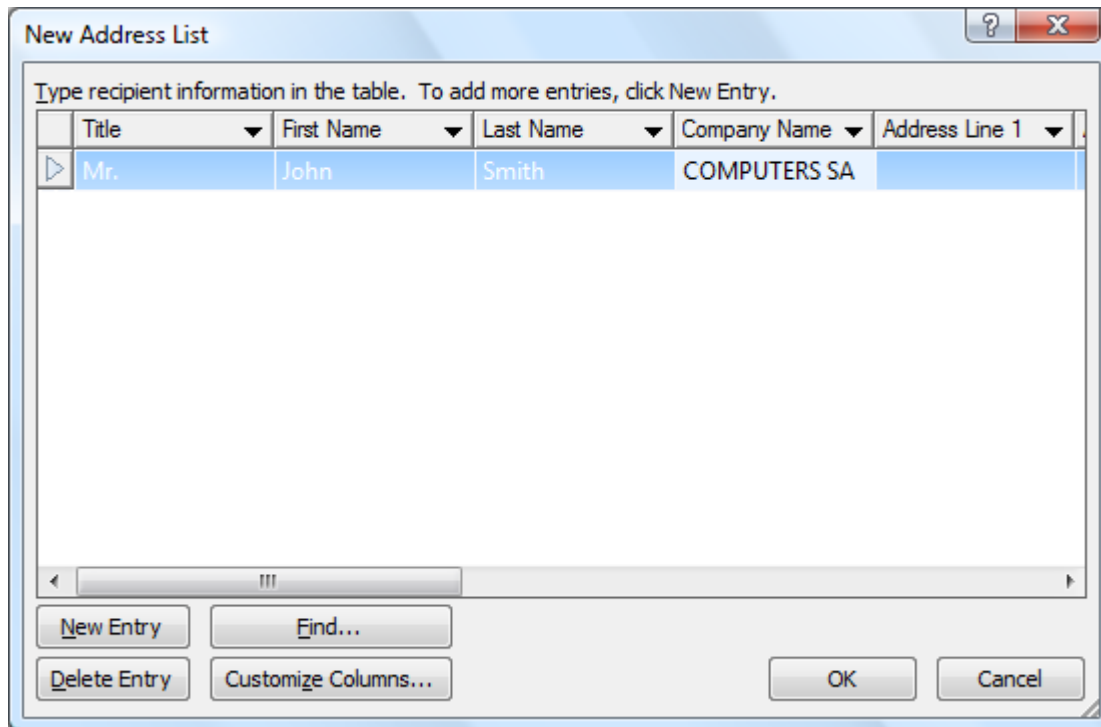 New Address List
Type recipient information in the table. To add more entries, click New Entry.
Title First Name Last Name Company Name Address Line 1
Mr. John Smith COMPUTERS SA
New Entry Find...
Delete Entry Customize Columns... OK Cancel